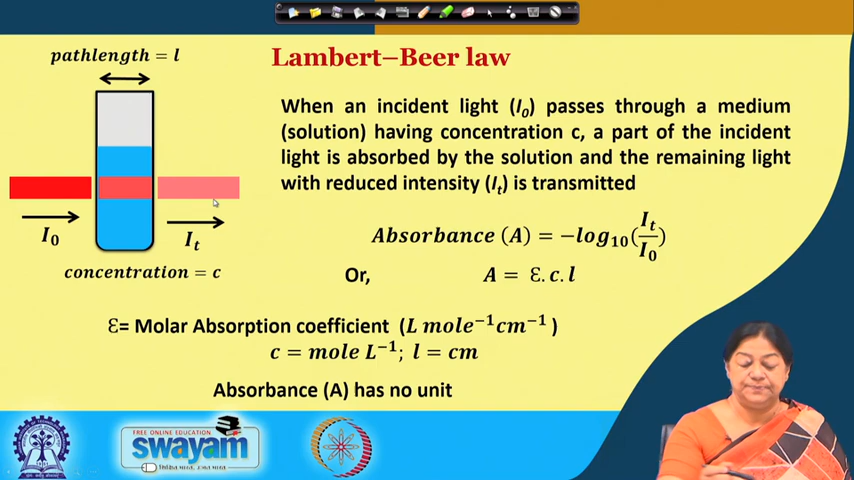 pathlength = l
Lambert–Beer law
When an incident light (I₀) passes through a medium
(solution) having concentration c, a part of the incident
light is absorbed by the solution and the remaining light
with reduced intensity (Iₜ) is transmitted
I₀
Iₜ
concentration = c
Absorbance (A) = −log₁₀(Iₜ/I₀)
Or, A = Ɛ.c.l
Ɛ= Molar Absorption coefficient (L mole⁻¹cm⁻¹)
c = mole L⁻¹; l = cm
Absorbance (A) has no unit
FREE ONLINE EDUCATION
swayam